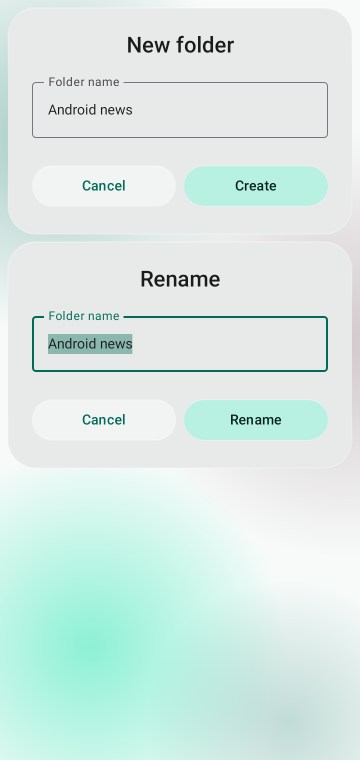 New folder
Folder name
Android news
Cancel
Create
Rename
Folder name
Android news
Cancel
Rename